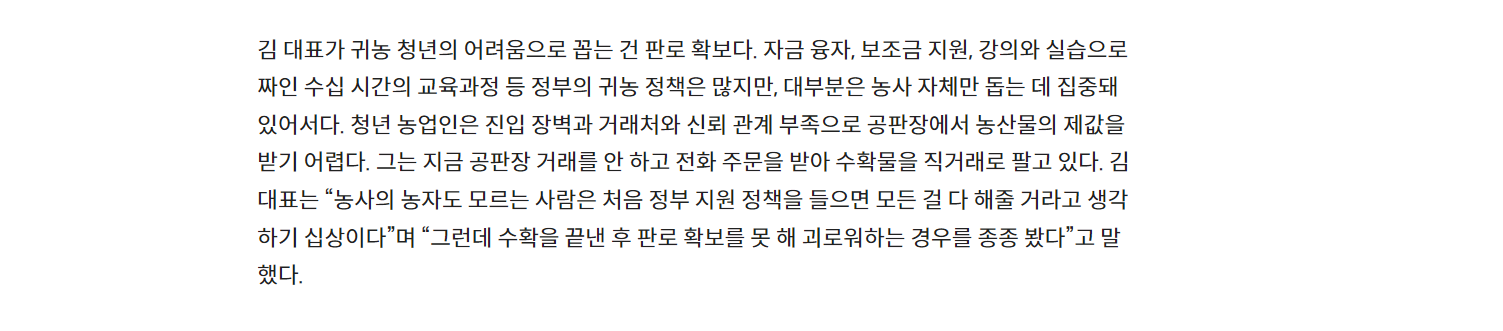 김 대표가 귀농 청년의 어려움으로 꼽는 건 판로 확보다. 자금 융자, 보조금 지원, 강의와 실습으로
짜인 수십 시간의 교육과정 등 정부의 귀농 정책은 많지만, 대부분은 농사 자체만 돕는 데 집중돼
있어서다. 청년 농업인은 진입 장벽과 거래처와 신뢰 관계 부족으로 공판장에서 농산물의 제값을
받기 어렵다. 그는 지금 공판장 거래를 안 하고 전화 주문을 받아 수확물을 직거래로 팔고 있다. 김
대표는 “농사의 농자도 모르는 사람은 처음 정부 지원 정책을 들으면 모든 걸 다 해줄 거라고 생각
하기 십상이다”며 “그런데 수확을 끝낸 후 판로 확보를 못 해 괴로워하는 경우를 종종 봤다”고 말
했다.